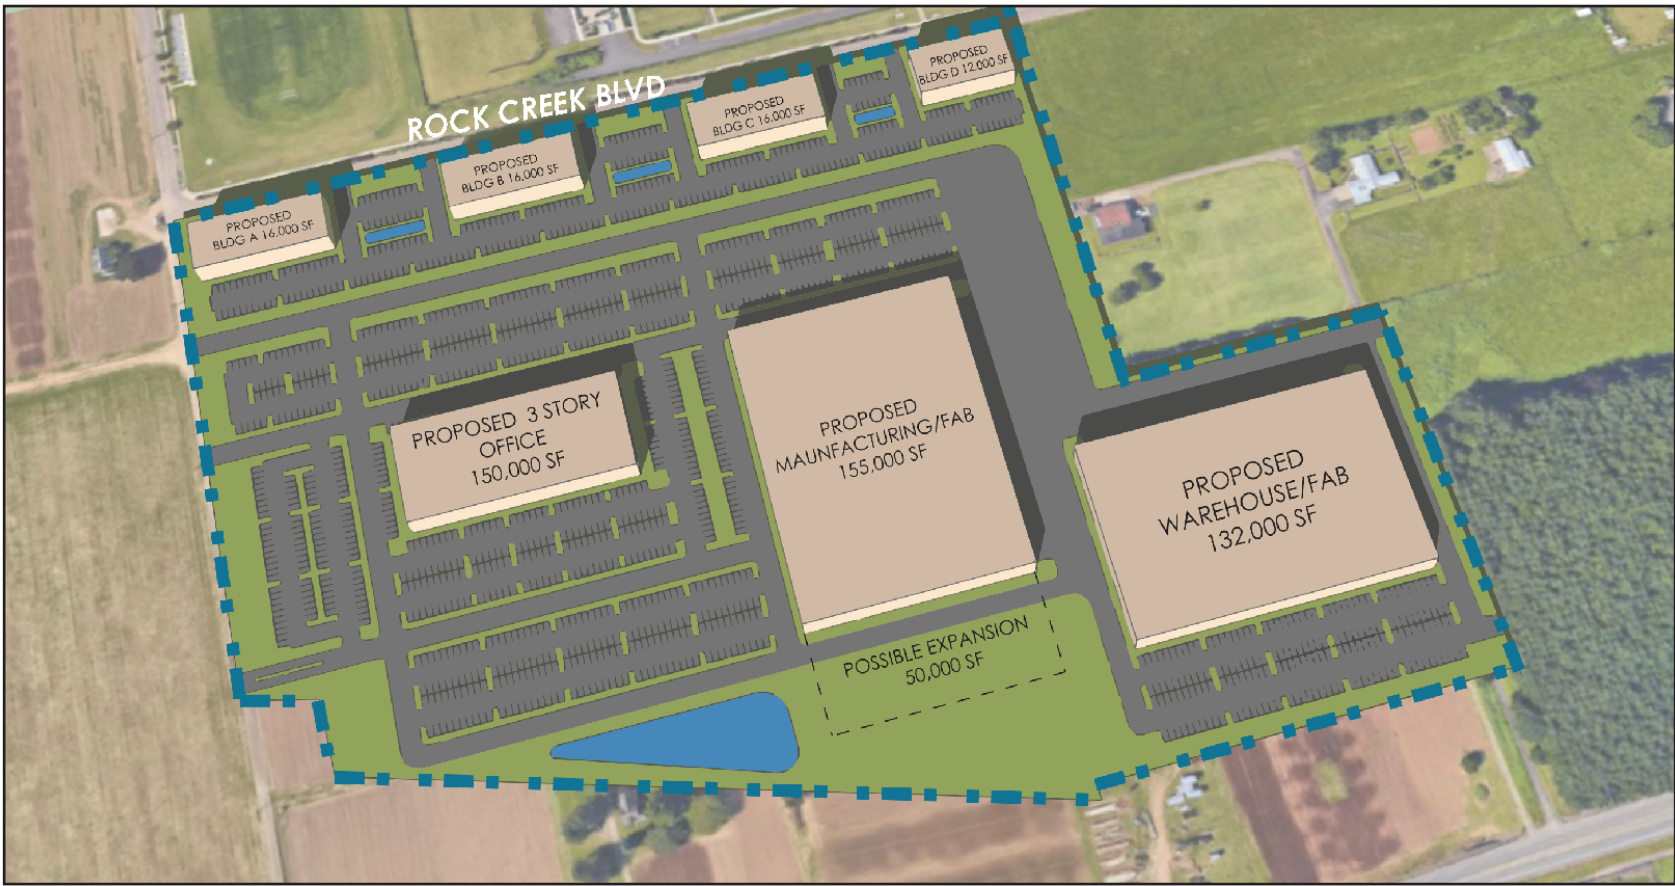 ROCK CREEK BLVD
PROPOSED
BLDG D 12,000 SF
PROPOSED
BLDG C 16,000 SF
PROPOSED
BLDG B 16,000 SF
PROPOSED
BLDG A 16,000 SF
PROPOSED 3 STORY
OFFICE
150,000 SF
PROPOSED
MAUNFACTURING/FAB
155,000 SF
PROPOSED
WAREHOUSE/FAB
132,000 SF
POSSIBLE EXPANSION
50,000 SF